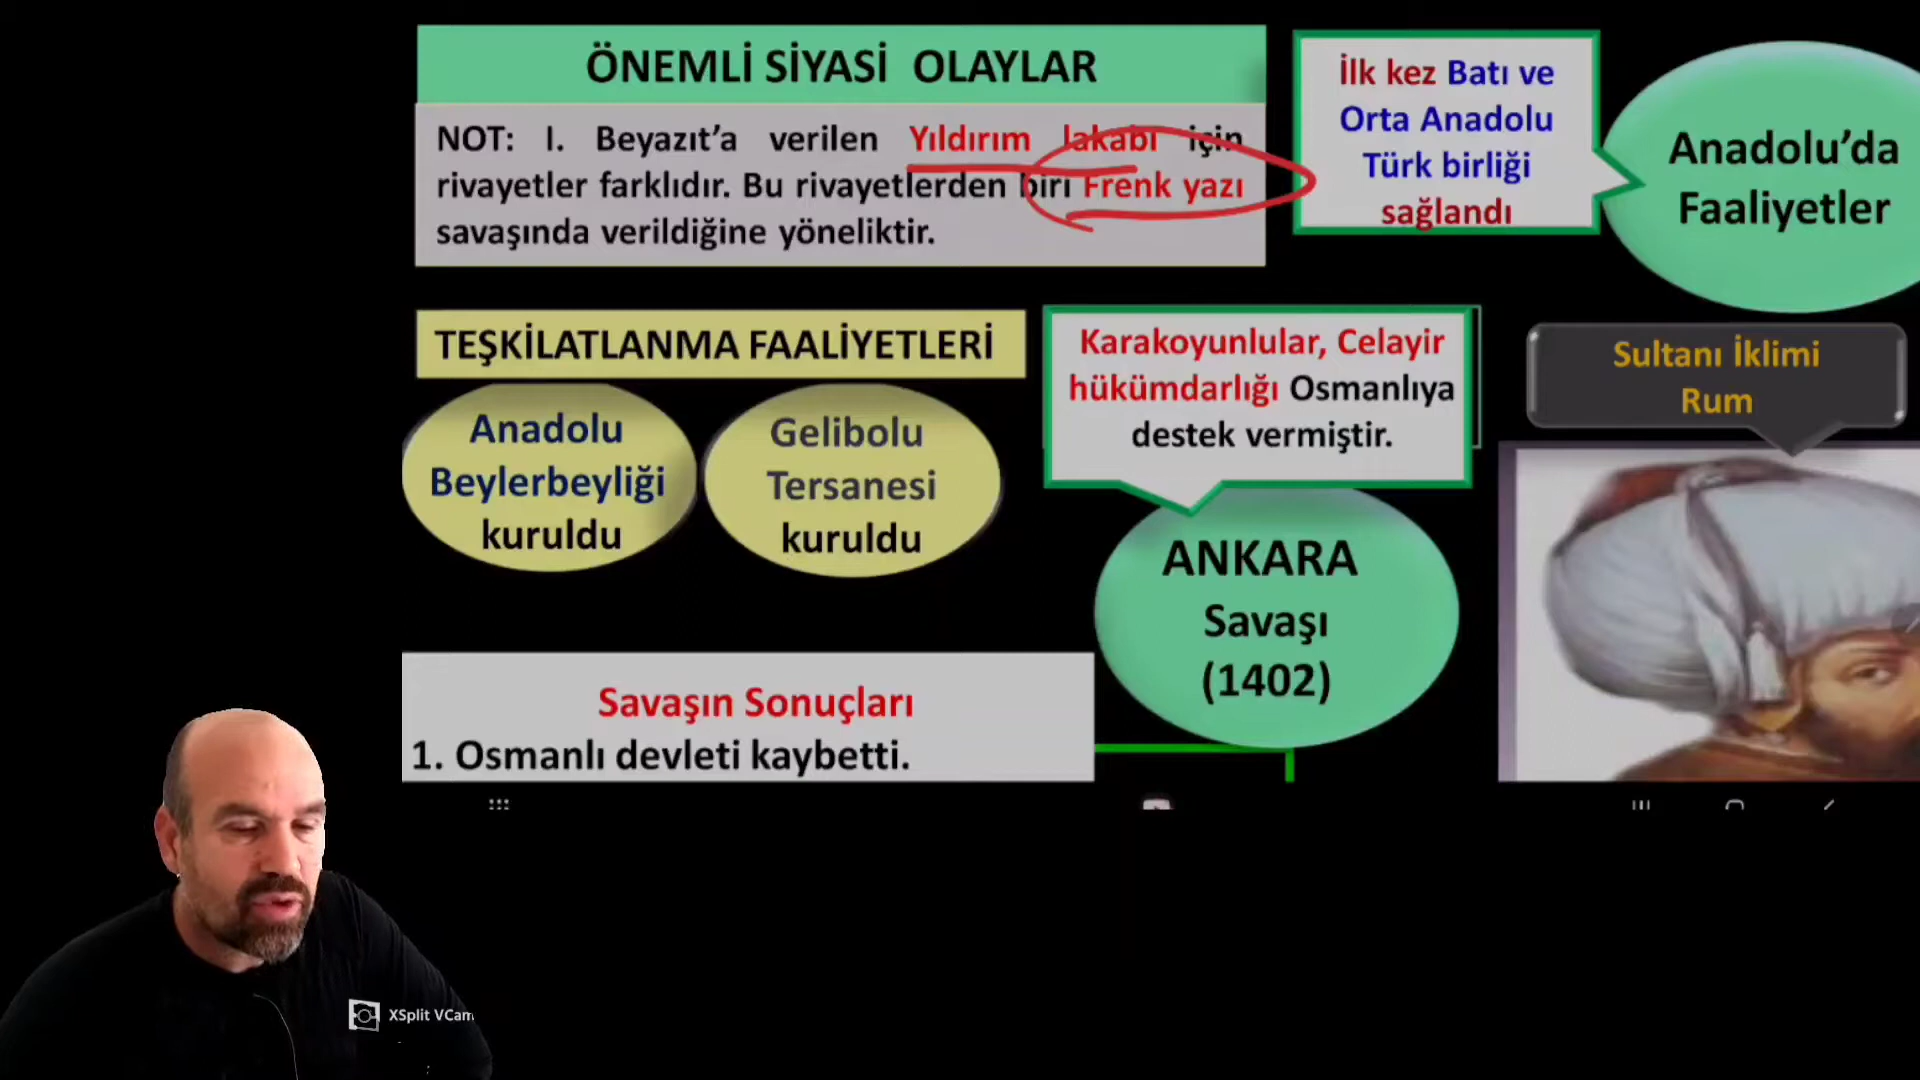 ÖNEMLİ SİYASİ OLAYLAR
NOT: I. Beyazıt’a verilen Yıldırım lakabı için
rivayetler farklıdır. Bu rivayetlerden biri Frenk yazı
savaşında verildiğine yöneliktir.
İlk kez Batı ve
Orta Anadolu
Türk birliği
sağlandı
Anadolu’da
Faaliyetler
TEŞKİLATLANMA FAALİYETLERİ
Anadolu
Beylerbeyliği
kuruldu
Gelibolu
Tersanesi
kuruldu
Karakoyunlular, Celayir
hükümdarlığı Osmanlıya
destek vermiştir.
Sultanı İklimi
Rum
ANKARA
Savaşı
(1402)
Savaşın Sonuçları
1. Osmanlı devleti kaybetti.
XSplit VCam